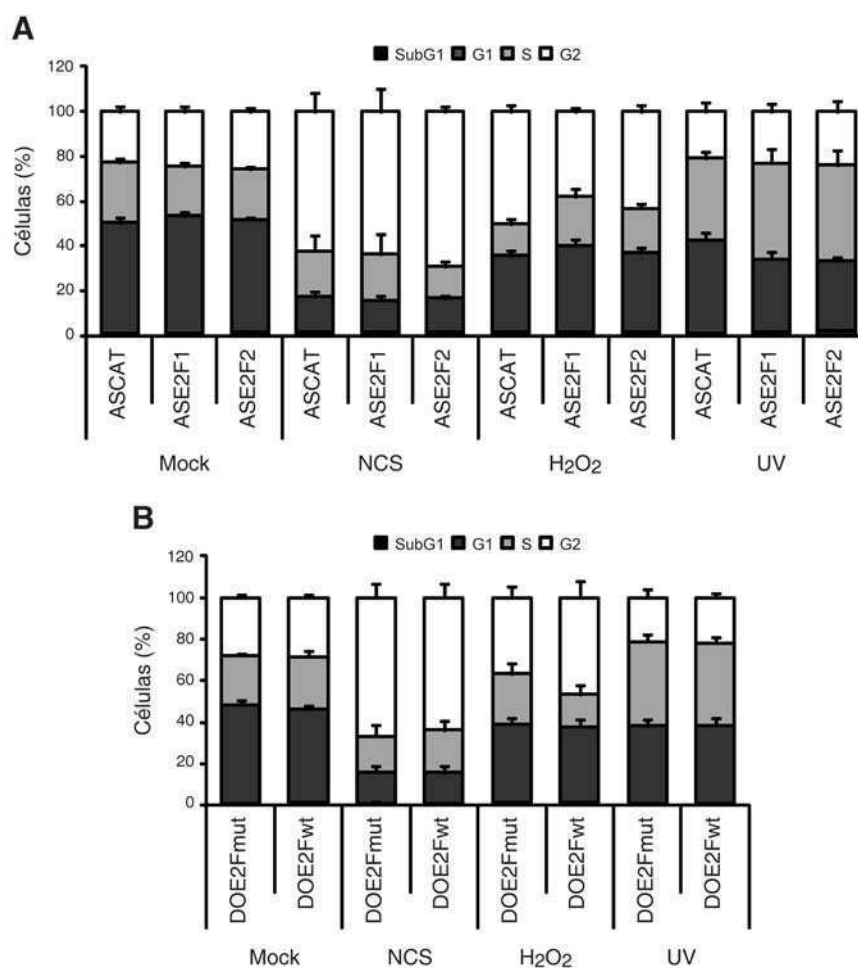 A
SubG1 G1 S G2
120
100
80
60
40
20
0
Células (%)
ASCAT ASE2F1 ASE2F2 ASCAT ASE2F1 ASE2F2 ASCAT ASE2F1 ASE2F2 ASCAT ASE2F1 ASE2F2
Mock NCS H₂O₂ UV
B
SubG1 G1 S G2
120
100
80
60
40
20
0
Células (%)
DOE2Fmut DOE2Fwt DOE2Fmut DOE2Fwt DOE2Fmut DOE2Fwt DOE2Fmut DOE2Fwt
Mock NCS H₂O₂ UV